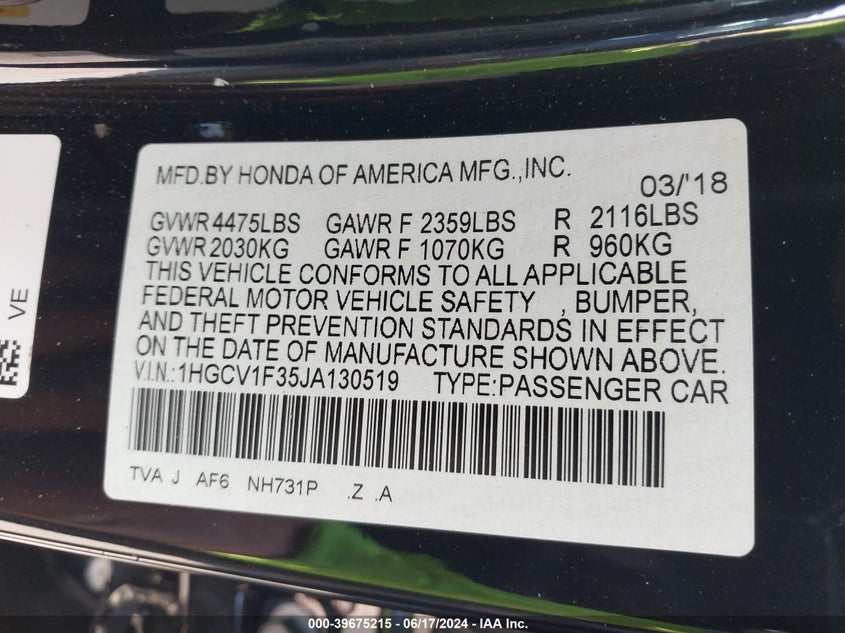 MFD.BY HONDA OF AMERICA MFG.,INC. 03/'18
GVWR 4475LBS GAWR F 2359LBS R 2116LBS
GVWR 2030KG GAWR F 1070KG R 960KG
THIS VEHICLE CONFORMS TO ALL APPLICABLE
FEDERAL MOTOR VEHICLE SAFETY , BUMPER,
AND THEFT PREVENTION STANDARDS IN EFFECT
ON THE DATE OF MANUFACTURE SHOWN ABOVE.
V.I.N.:1HGCV1F35JA130519 TYPE:PASSENGER CAR
TVA J AF6 NH731P .Z .A
VE
000-39675215 - 06/17/2024 - IAA Inc.